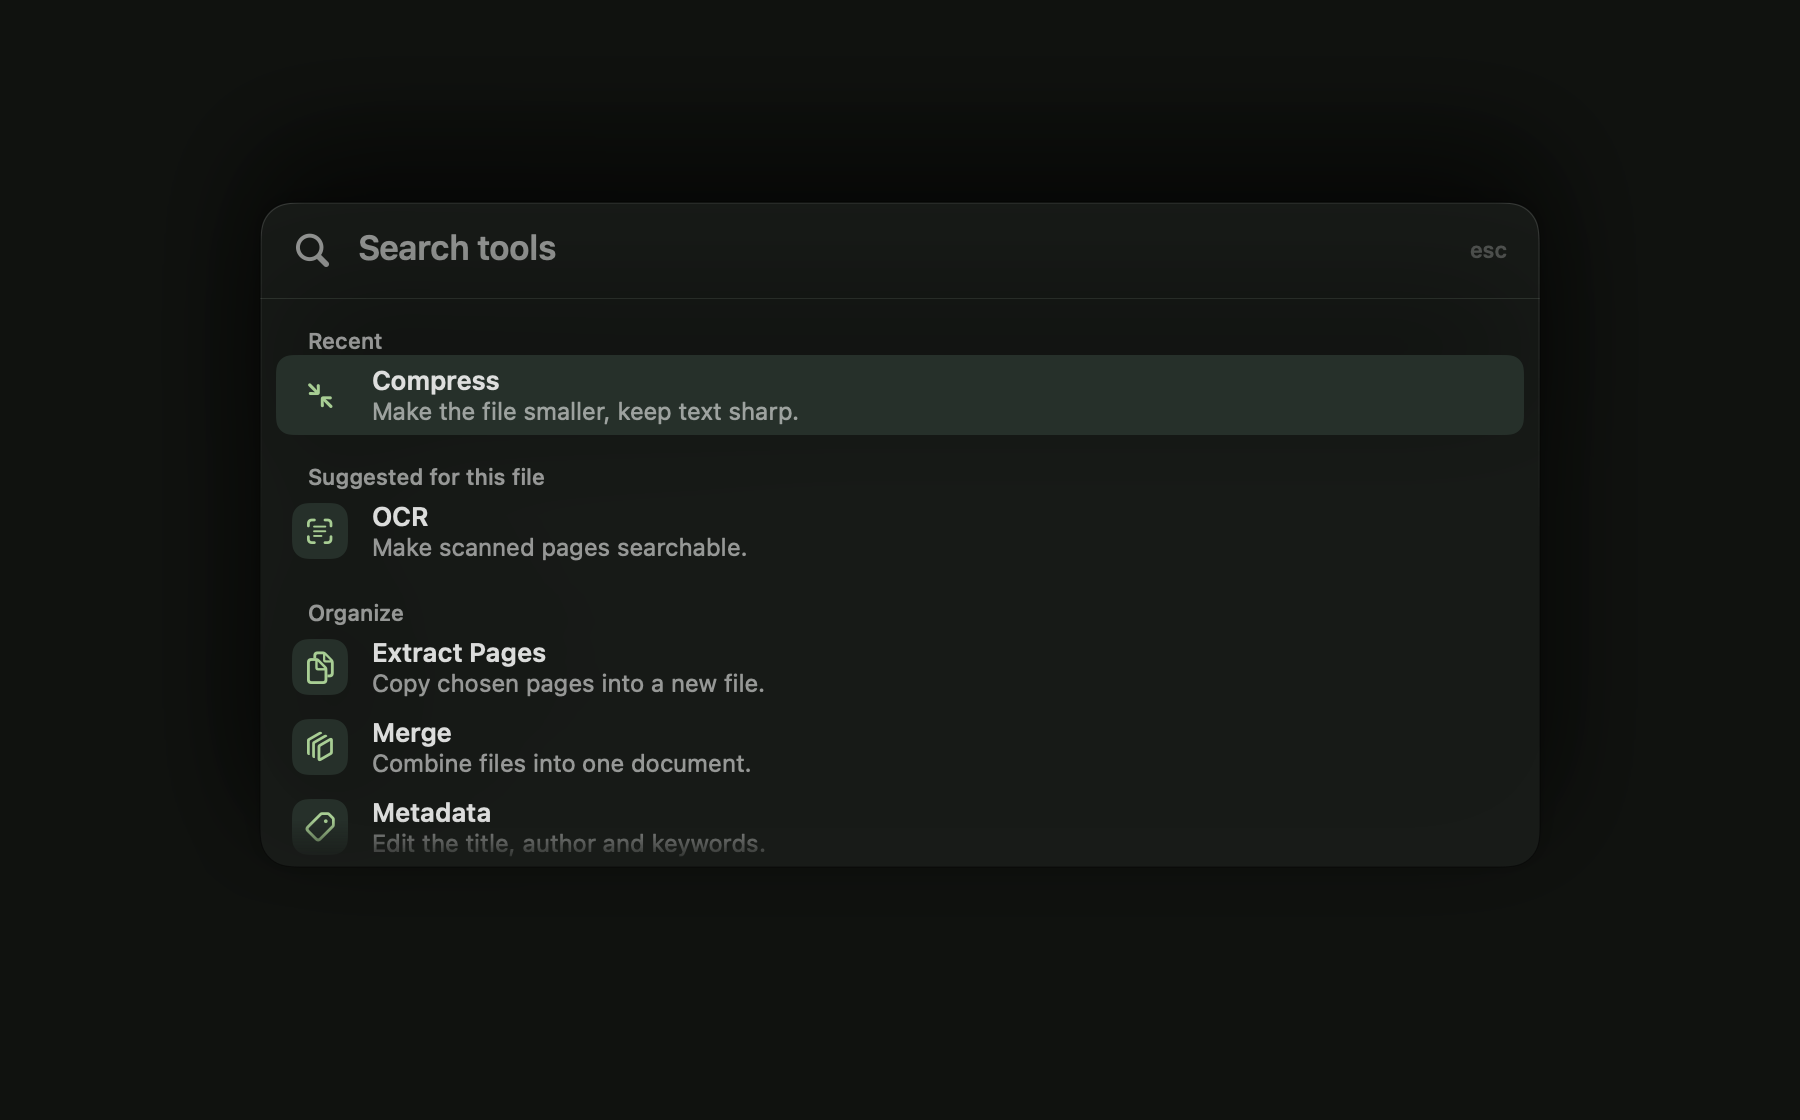 Search tools
esc
Recent
Compress
Make the file smaller, keep text sharp.
Suggested for this file
OCR
Make scanned pages searchable.
Organize
Extract Pages
Copy chosen pages into a new file.
Merge
Combine files into one document.
Metadata
Edit the title, author and keywords.